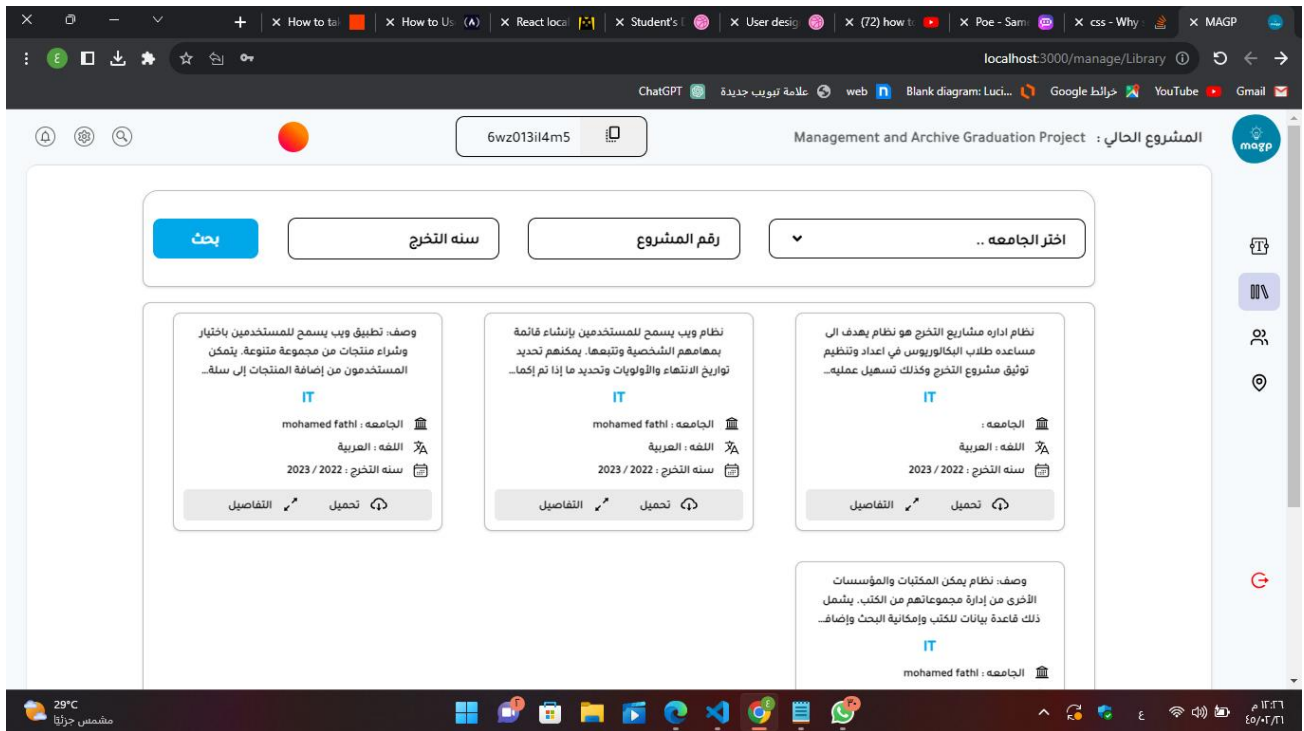 MAGP
css - Why
Poe - Sam
(72) how t
User desig
Student's
React local
How to Us
How to tal
localhost:3000/manage/Library
Gmail
YouTube
خرائط Google
Blank diagram: Luci...
web
علامة تبويب جديدة
ChatGPT
magp
المشروع الحالي : Management and Archive Graduation Project
6wz013il4m5
اختر الجامعه ..
رقم المشروع
سنه التخرج
بحث
نظام اداره مشاريع التخرج هو نظام يهدف الى
مساعده طلاب البكالوريوس في اعداد وتنظيم
توثيق مشروع التخرج وكذلك تسهيل عمليه...
IT
الجامعه :
اللغه : العربية
سنه التخرج : 2022 / 2023
تحميل
التفاصيل
نظام ويب يسمح للمستخدمين بإنشاء قائمة
بمهامهم الشخصية وتتبعها. يمكنهم تحديد
تواريخ الانتهاء والأولويات وتحديد ما إذا تم إكما...
IT
الجامعه : mohamed fathl
اللغه : العربية
سنه التخرج : 2022 / 2023
تحميل
التفاصيل
وصف: تطبيق ويب يسمح للمستخدمين باختيار
وشراء منتجات من مجموعة متنوعة. يتمكن
المستخدمون من إضافة المنتجات إلى سلة...
IT
الجامعه : mohamed fathl
اللغه : العربية
سنه التخرج : 2022 / 2023
تحميل
التفاصيل
وصف: نظام يمكن المكتبات والمؤسسات
الأخرى من إدارة مجموعاتهم من الكتب. يشمل
ذلك قاعدة بيانات للكتب وإمكانية البحث وإضاف...
IT
الجامعه : mohamed fathl
29°C
مشمس جزئيًا
ع
١٢:٢٦ م